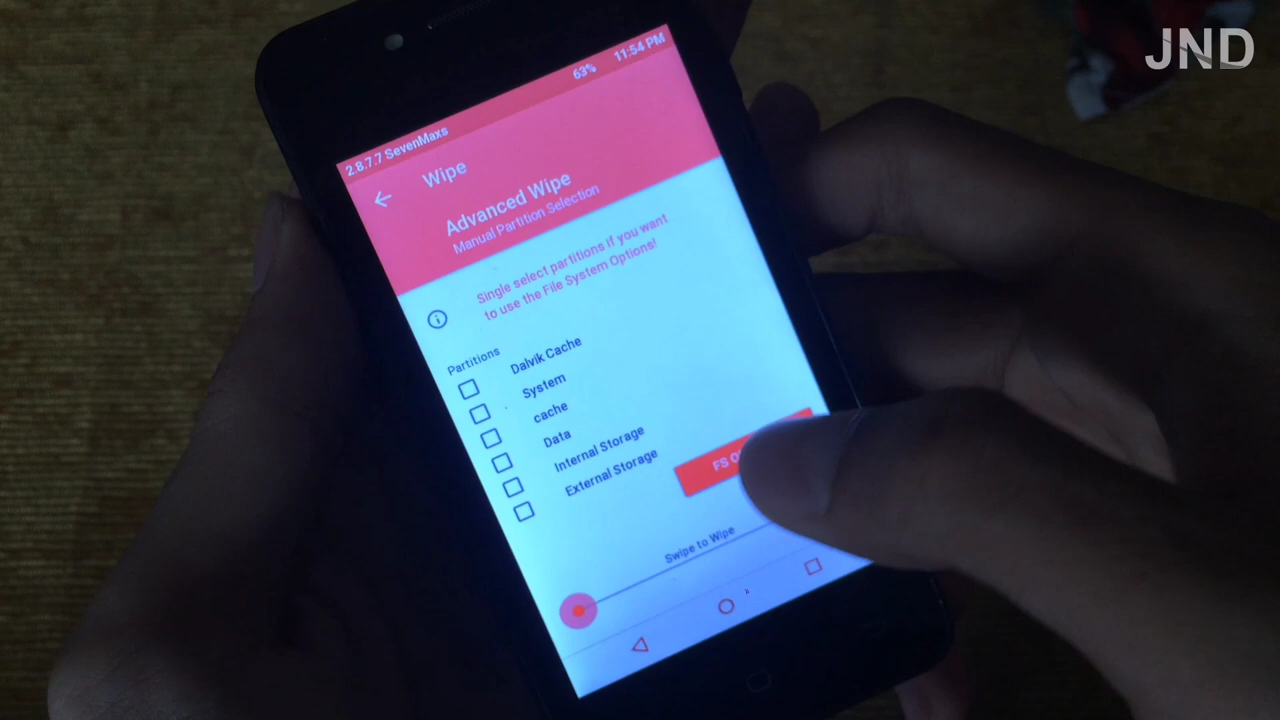 JND
2.8.7.7 SevenMaxs 63% 11:54 PM
Wipe
Advanced Wipe
Manual Partition Selection
Single select partitions if you want
to use the File System Options!
Partitions
Dalvik Cache
System
cache
Data
Internal Storage
External Storage
FS
Swipe to Wipe